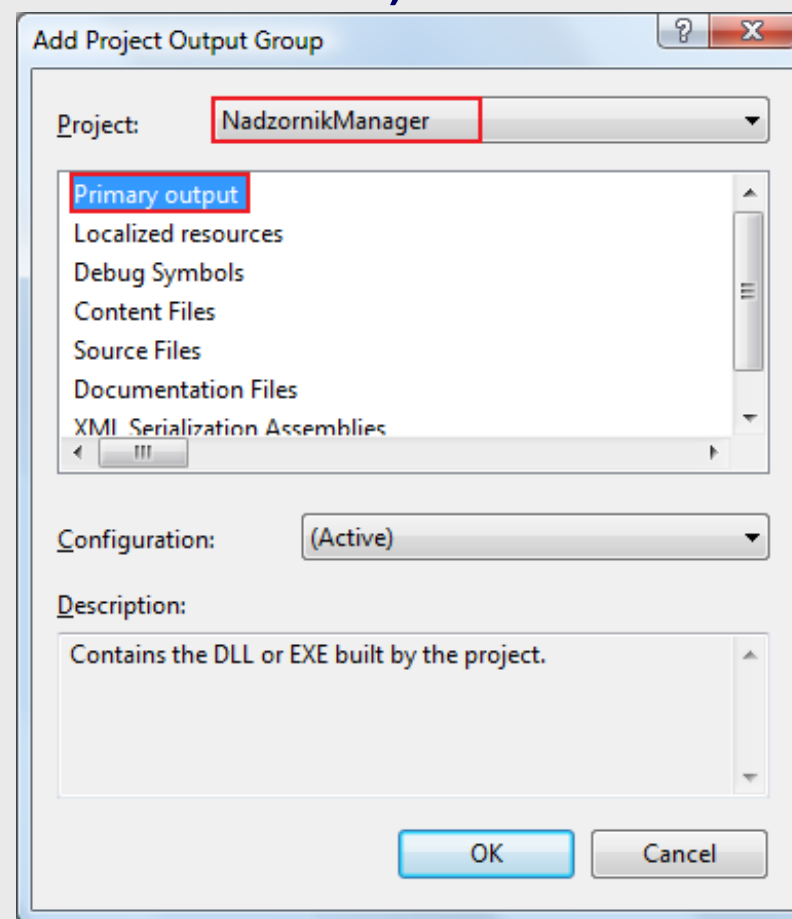 Add Project Output Group
Project: NadzornikManager
Primary output
Localized resources
Debug Symbols
Content Files
Source Files
Documentation Files
XML Serialization Assemblies
Configuration: (Active)
Description:
Contains the DLL or EXE built by the project.
OK Cancel